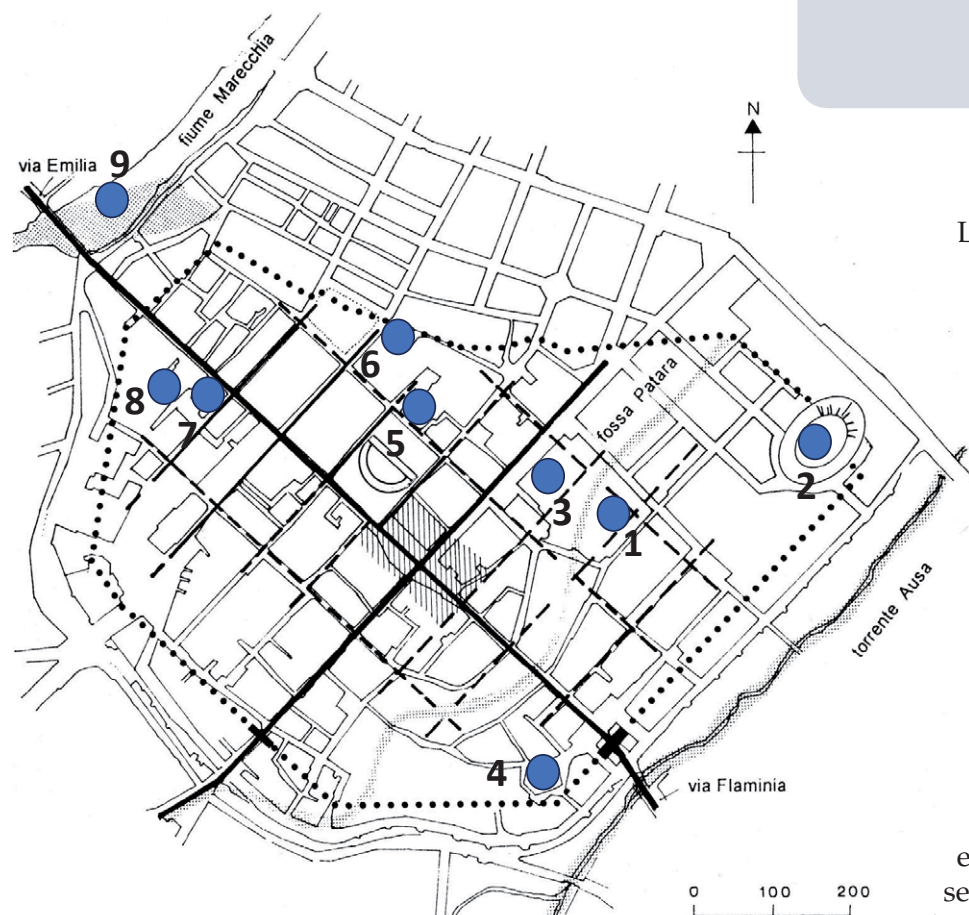 fiume Marecchia
N
via Emilia
9
L
6
fossa Patara
8
5
7
2
3
1
torrente Ausa
4
via Flaminia
e
0 100 200
se